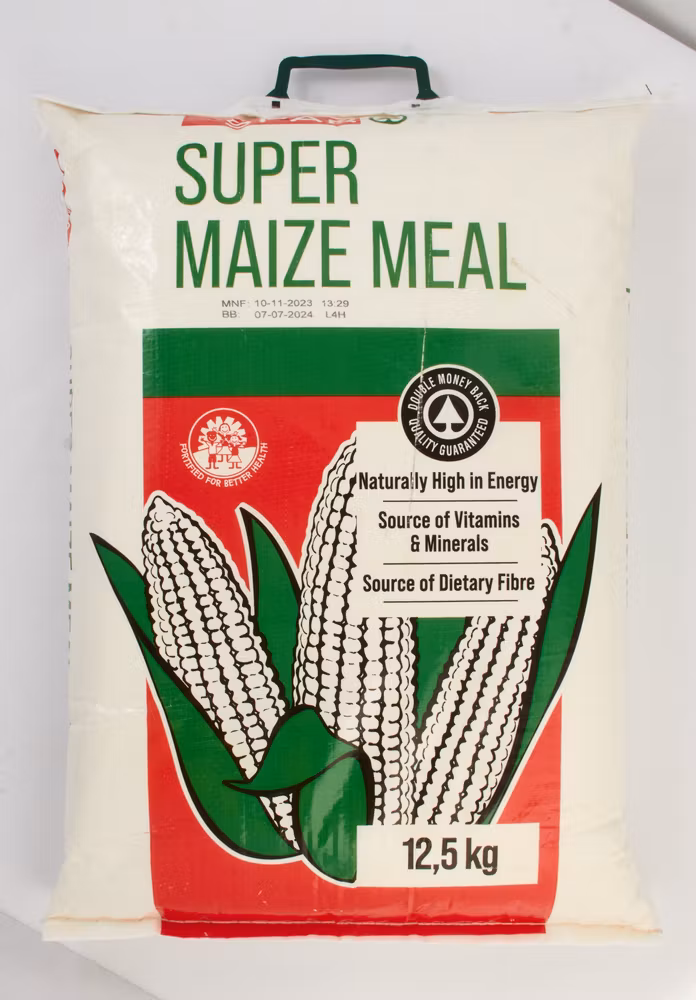 SPAR
SUPER
MAIZE MEAL
MNF: 10-11-2023 13:29
BB: 07-07-2024 L4H
DOUBLE MONEY BACK
QUALITY GUARANTEED
FORTIFIED FOR BETTER HEALTH
Naturally High in Energy
Source of Vitamins
& Minerals
Source of Dietary Fibre
12,5 kg